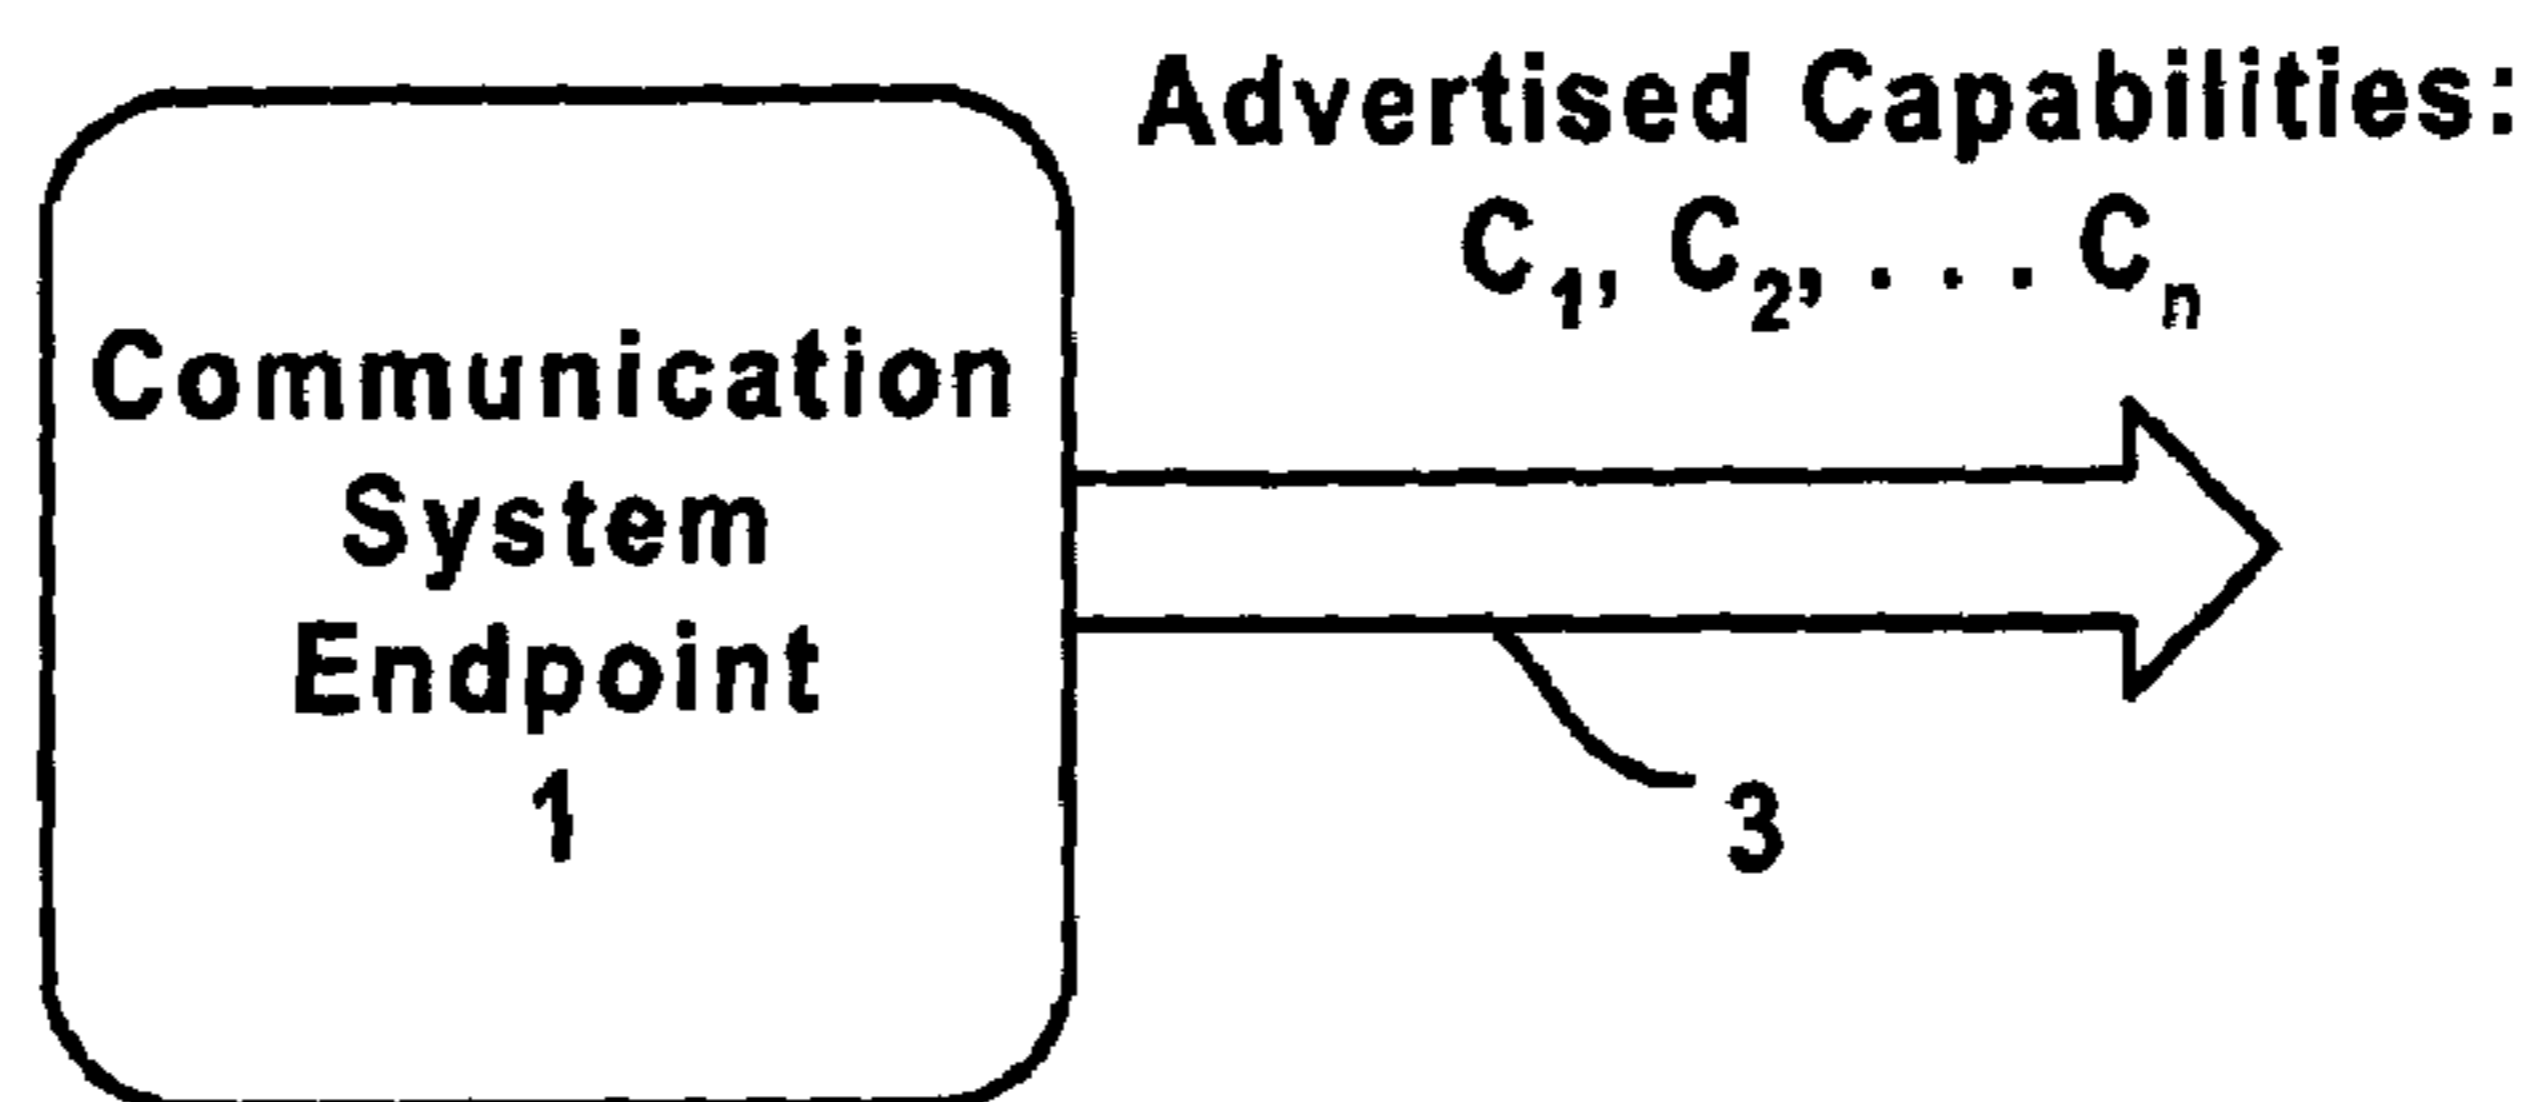 Advertised Capabilities:
C₁, C₂, . . . Cₙ
Communication
System
Endpoint
1
3